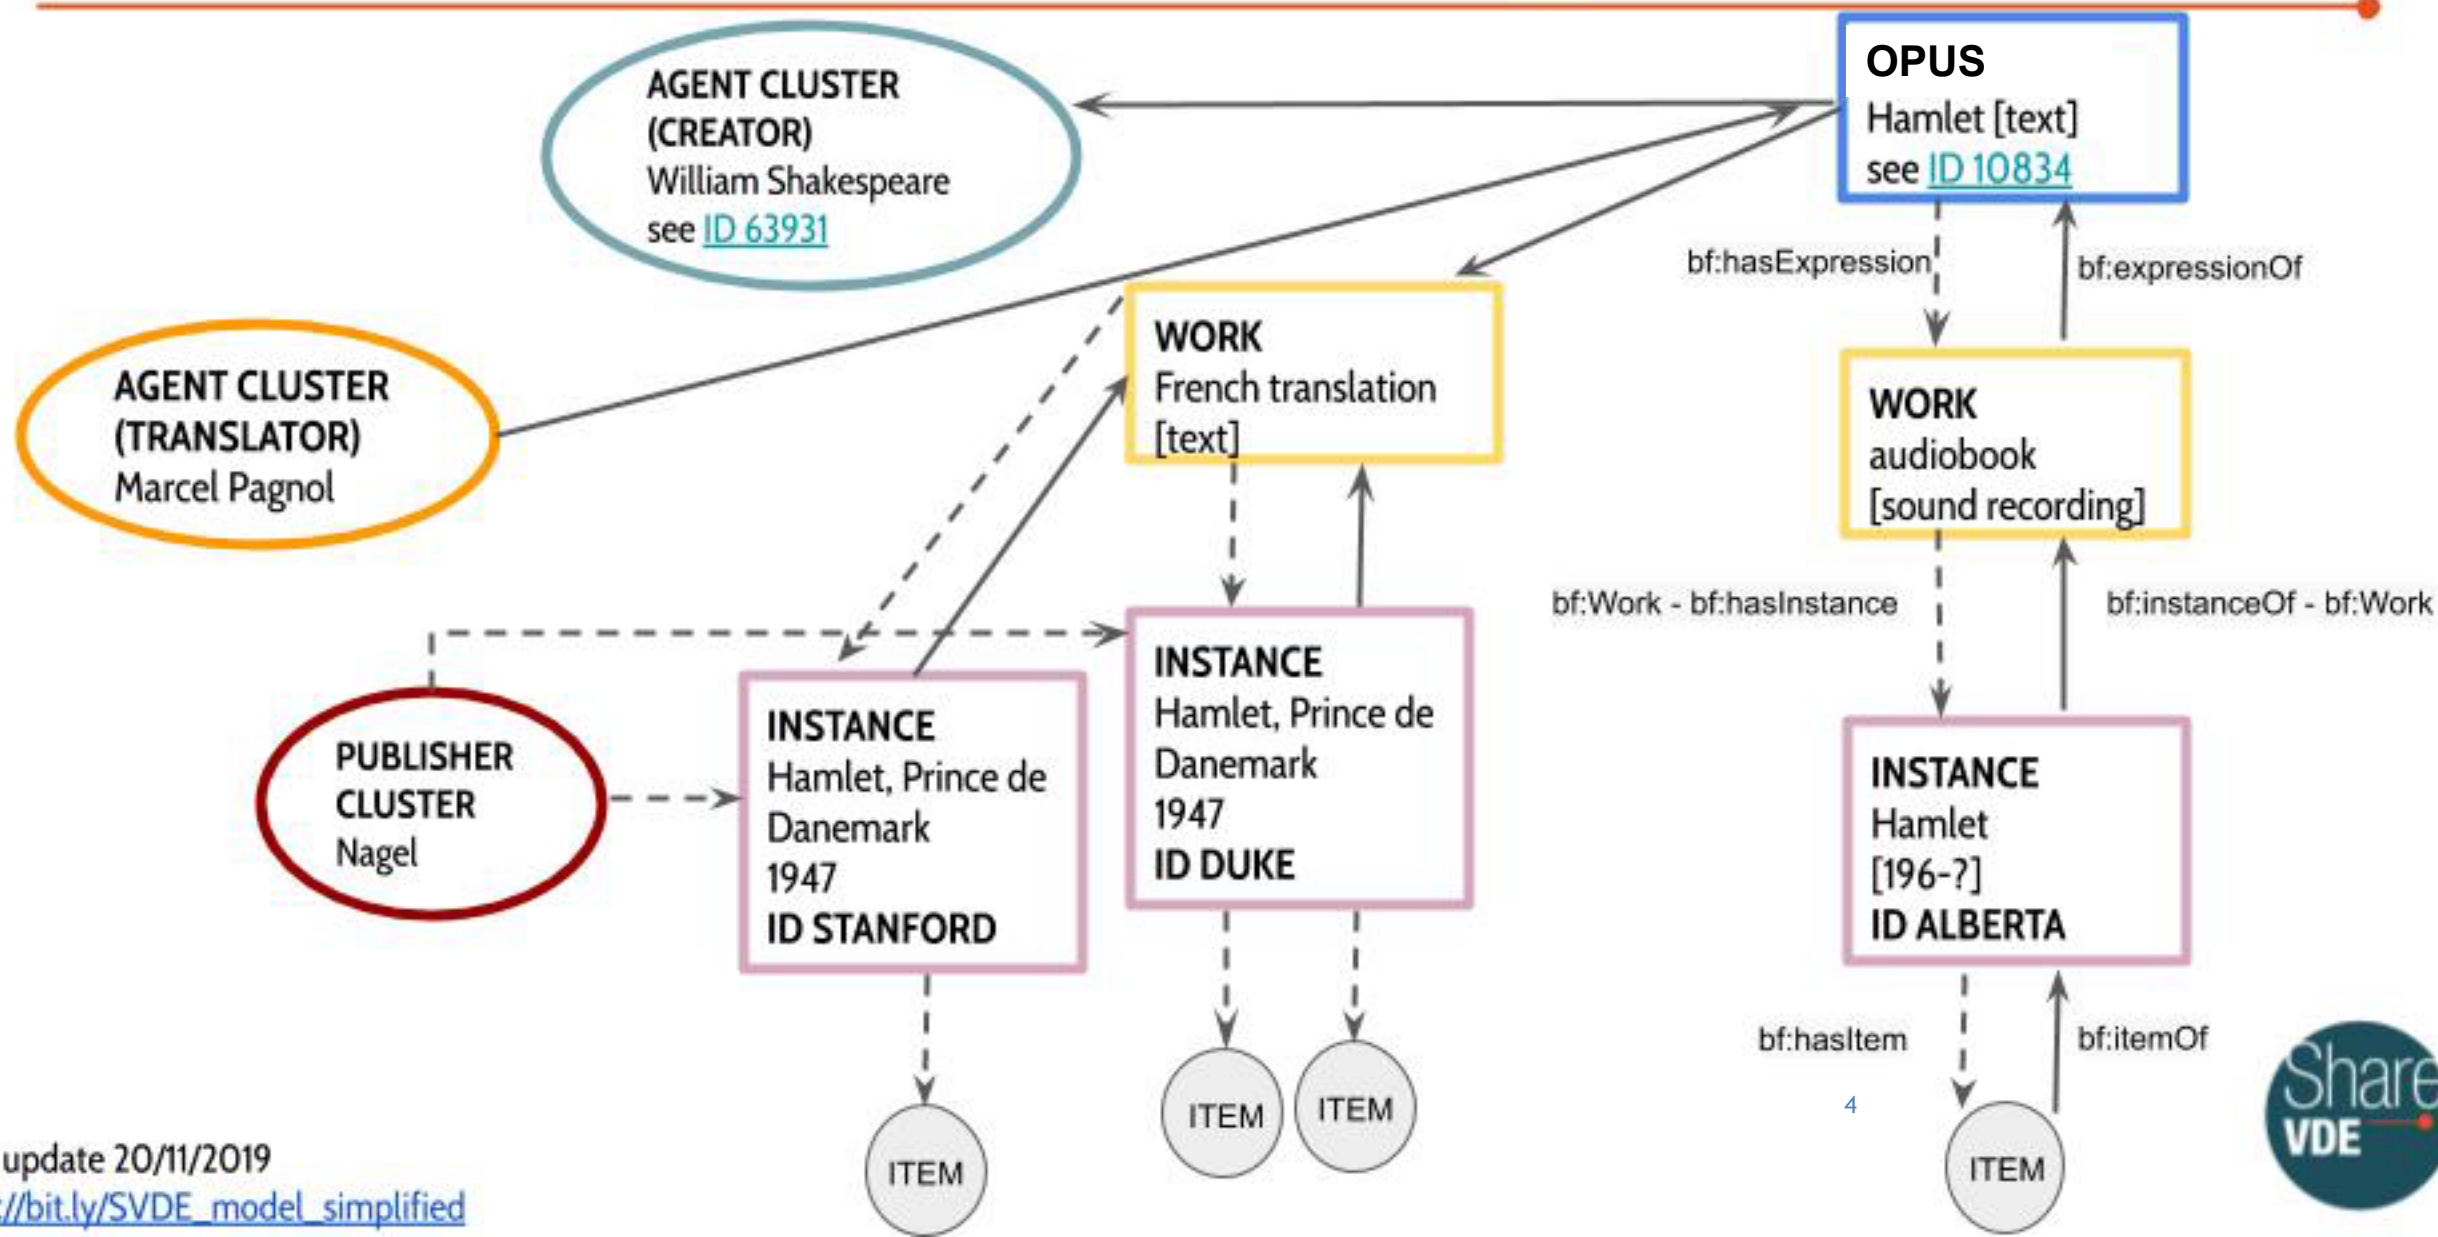 AGENT CLUSTER
(CREATOR)
William Shakespeare
see ID 63931
OPUS
Hamlet [text]
see ID 10834
bf:hasExpression
bf:expressionOf
AGENT CLUSTER
(TRANSLATOR)
Marcel Pagnol
WORK
French translation
[text]
WORK
audiobook
[sound recording]
bf:Work - bf:hasInstance
bf:instanceOf - bf:Work
PUBLISHER
CLUSTER
Nagel
INSTANCE
Hamlet, Prince de
Danemark
1947
ID STANFORD
INSTANCE
Hamlet, Prince de
Danemark
1947
ID DUKE
INSTANCE
Hamlet
[196-?]
ID ALBERTA
bf:hasItem
bf:itemOf
4
ITEM
ITEM
ITEM
ITEM
update 20/11/2019
://bit.ly/SVDE_model_simplified
Share
VDE